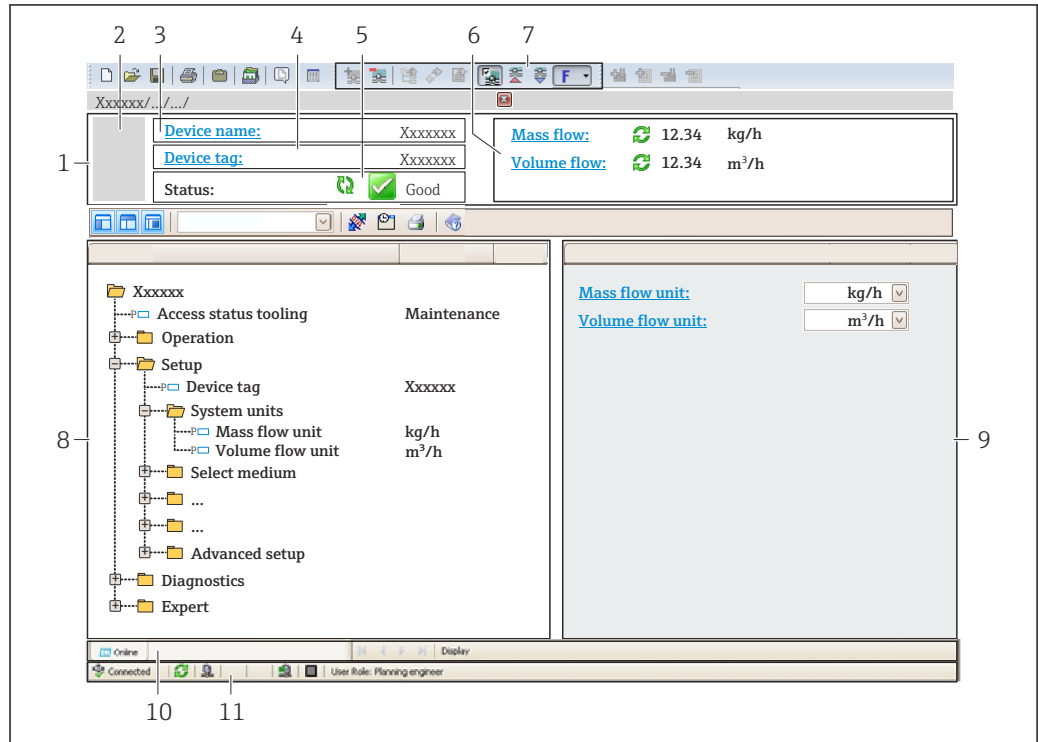 2 3 4 5 6 7
F
Xxxxxx/.../.../
1
Device name: Xxxxxxx
Device tag: Xxxxxxx
Status: Good
Mass flow: 12.34 kg/h
Volume flow: 12.34 m³/h
Xxxxxx
P Access status tooling Maintenance
Operation
Setup
P Device tag Xxxxxx
System units
P Mass flow unit kg/h
P Volume flow unit m³/h
Select medium
...
...
Advanced setup
Diagnostics
Expert
8
Mass flow unit: kg/h
Volume flow unit: m³/h
9
Online Display
Connected User Role: Planning engineer
10 11